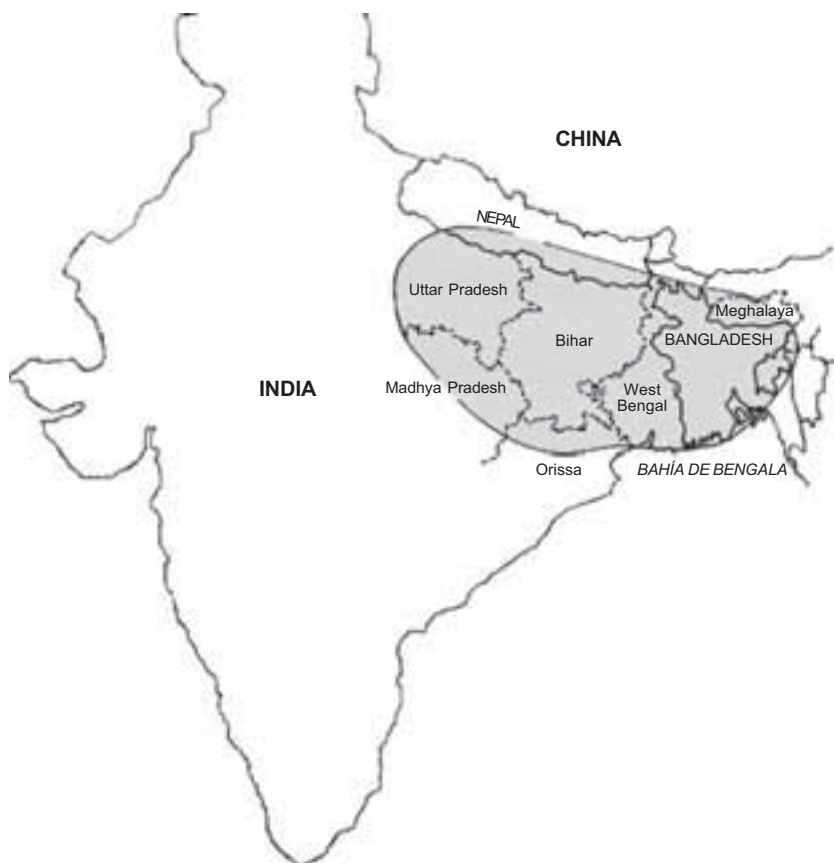 CHINA
NEPAL
Uttar Pradesh
Meghalaya
Bihar
BANGLADESH
INDIA
Madhya Pradesh
West
Bengal
Orissa
BAHÍA DE BENGALA